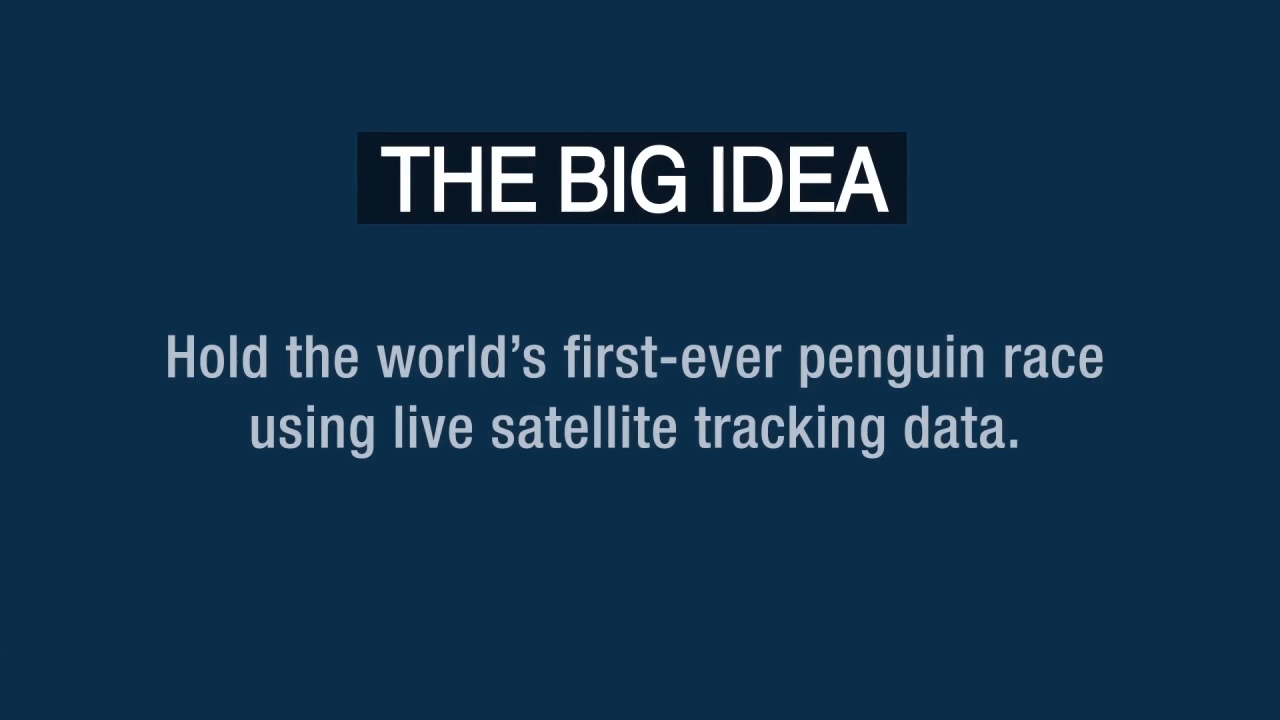 THE BIG IDEA
Hold the world’s first-ever penguin race
using live satellite tracking data.